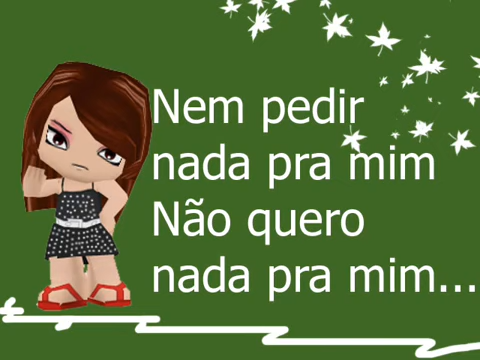 Nem pedir
nada pra mim
Não quero
nada pra mim...